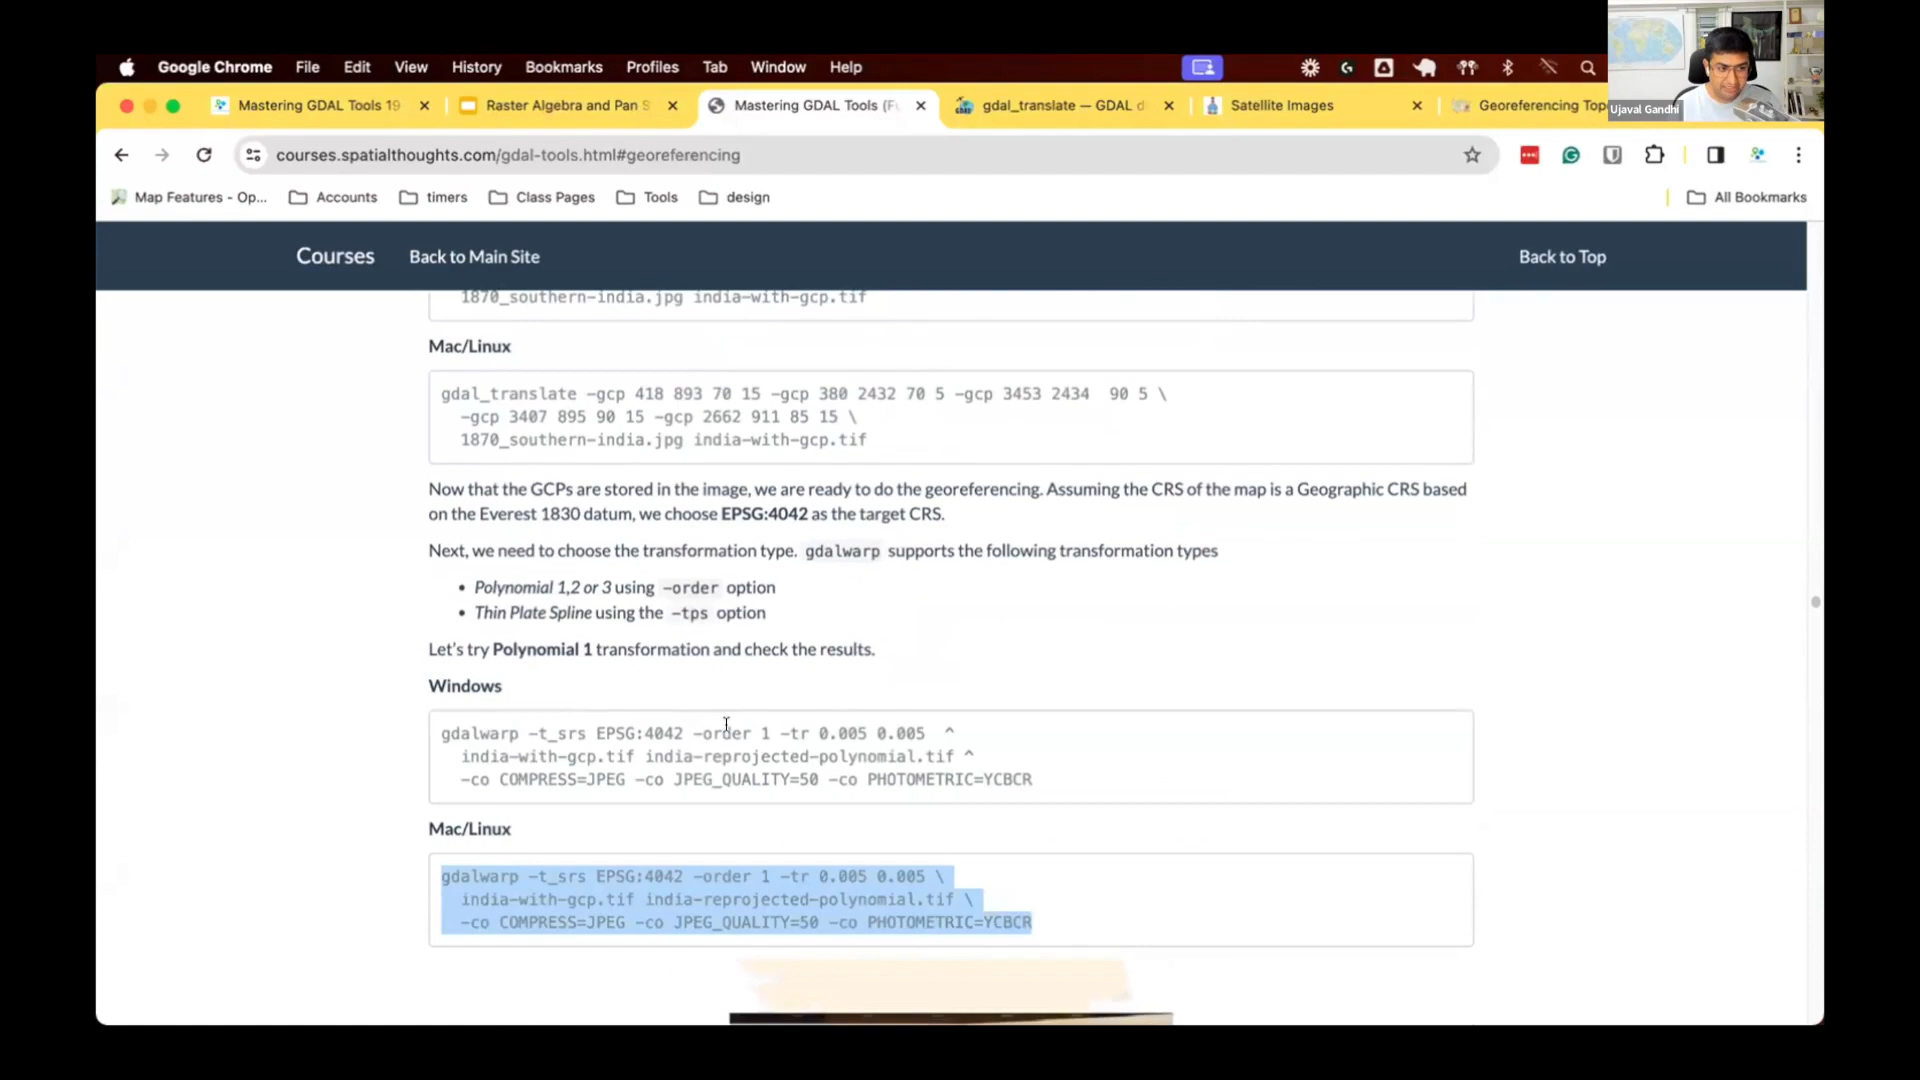 Google Chrome File Edit View History Bookmarks Profiles Tab Window Help
Ujaval Gandhi
Mastering GDAL Tools 19
Raster Algebra and Pan S
Mastering GDAL Tools (Fu
gdal_translate — GDAL d
Satellite Images
Georeferencing Topo
courses.spatialthoughts.com/gdal-tools.html#georeferencing
Map Features - Op... Accounts timers Class Pages Tools design All Bookmarks
Courses Back to Main Site Back to Top
1870_southern-india.jpg india-with-gcp.tif
Mac/Linux
gdal_translate -gcp 418 893 70 15 -gcp 380 2432 70 5 -gcp 3453 2434  90 5 \
-gcp 3407 895 90 15 -gcp 2662 911 85 15 \
1870_southern-india.jpg india-with-gcp.tif
Now that the GCPs are stored in the image, we are ready to do the georeferencing. Assuming the CRS of the map is a Geographic CRS based
on the Everest 1830 datum, we choose EPSG:4042 as the target CRS.
Next, we need to choose the transformation type. gdalwarp supports the following transformation types
• Polynomial 1,2 or 3 using -order option
• Thin Plate Spline using the -tps option
Let's try Polynomial 1 transformation and check the results.
Windows
gdalwarp -t_srs EPSG:4042 -order 1 -tr 0.005 0.005  ^
india-with-gcp.tif india-reprojected-polynomial.tif ^
-co COMPRESS=JPEG -co JPEG_QUALITY=50 -co PHOTOMETRIC=YCBCR
Mac/Linux
gdalwarp -t_srs EPSG:4042 -order 1 -tr 0.005 0.005 \
india-with-gcp.tif india-reprojected-polynomial.tif \
-co COMPRESS=JPEG -co JPEG_QUALITY=50 -co PHOTOMETRIC=YCBCR